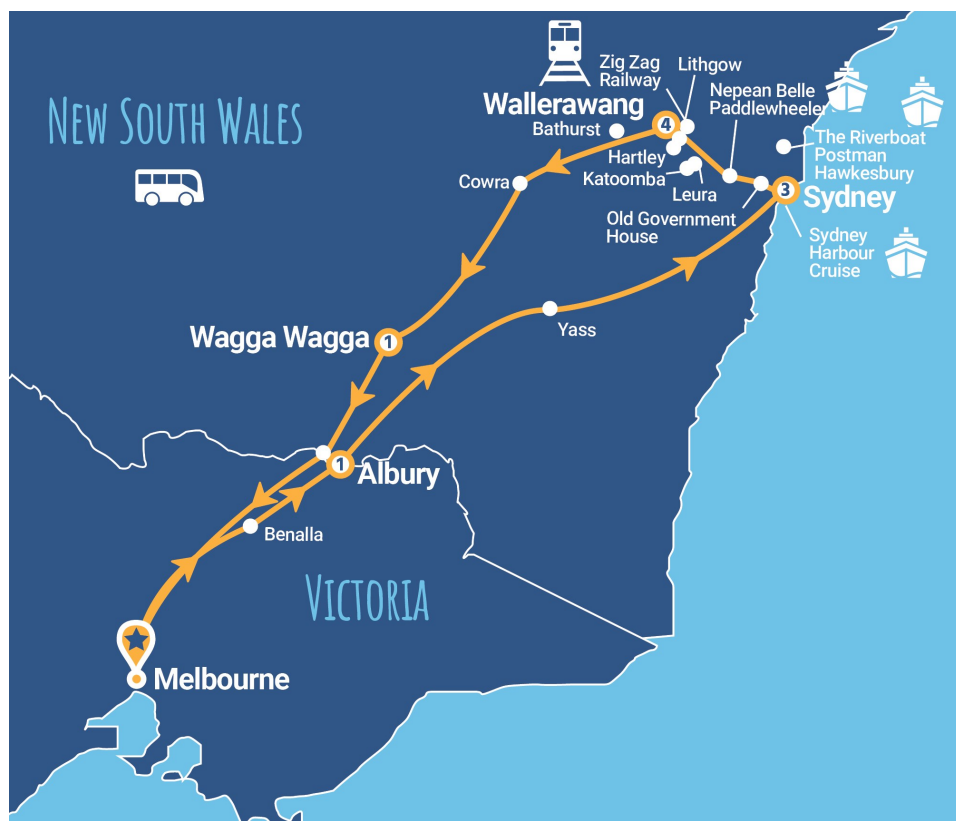 Zig Zag
Railway
Lithgow
Nepean Belle
Paddlewheeler
New South Wales
Wallerawang
4
Bathurst
The Riverboat
Postman
Hawkesbury
Hartley
Katoomba
Leura
Cowra
3
Sydney
Old Government
House
Sydney
Harbour
Cruise
Yass
Wagga Wagga
1
1
Albury
Benalla
Victoria
Melbourne